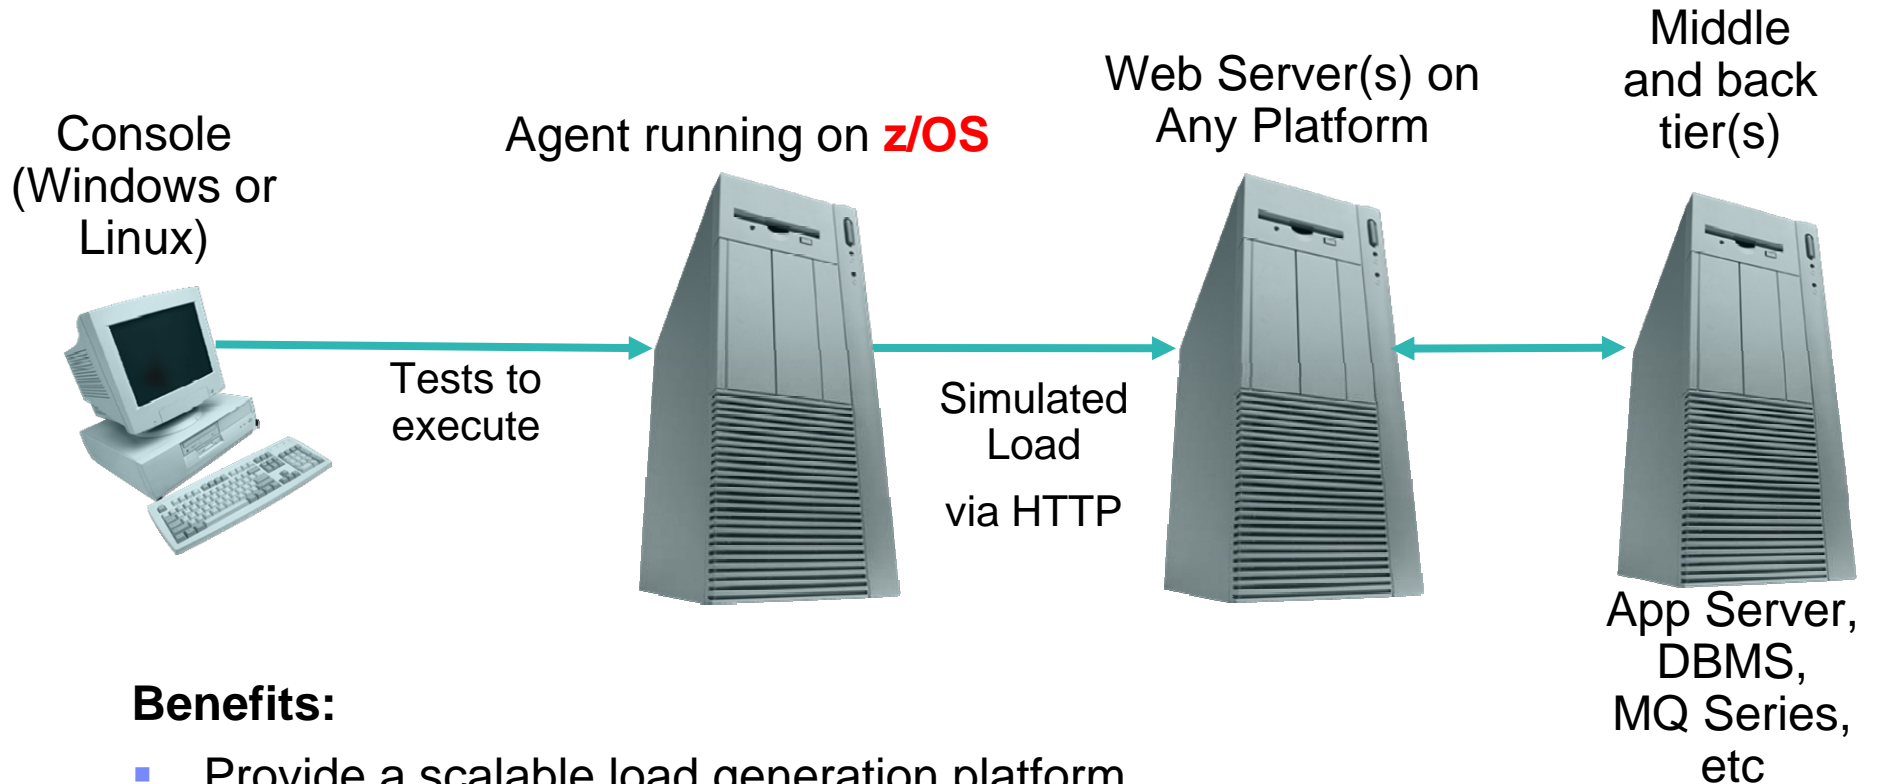 Console
(Windows or
Linux)
Agent running on z/OS
Web Server(s) on
Any Platform
Middle
and back
tier(s)
Tests to
execute
Simulated
Load
via HTTP
App Server,
DBMS,
MQ Series,
etc
Benefits:
▪ Provide a scalable load generation platform